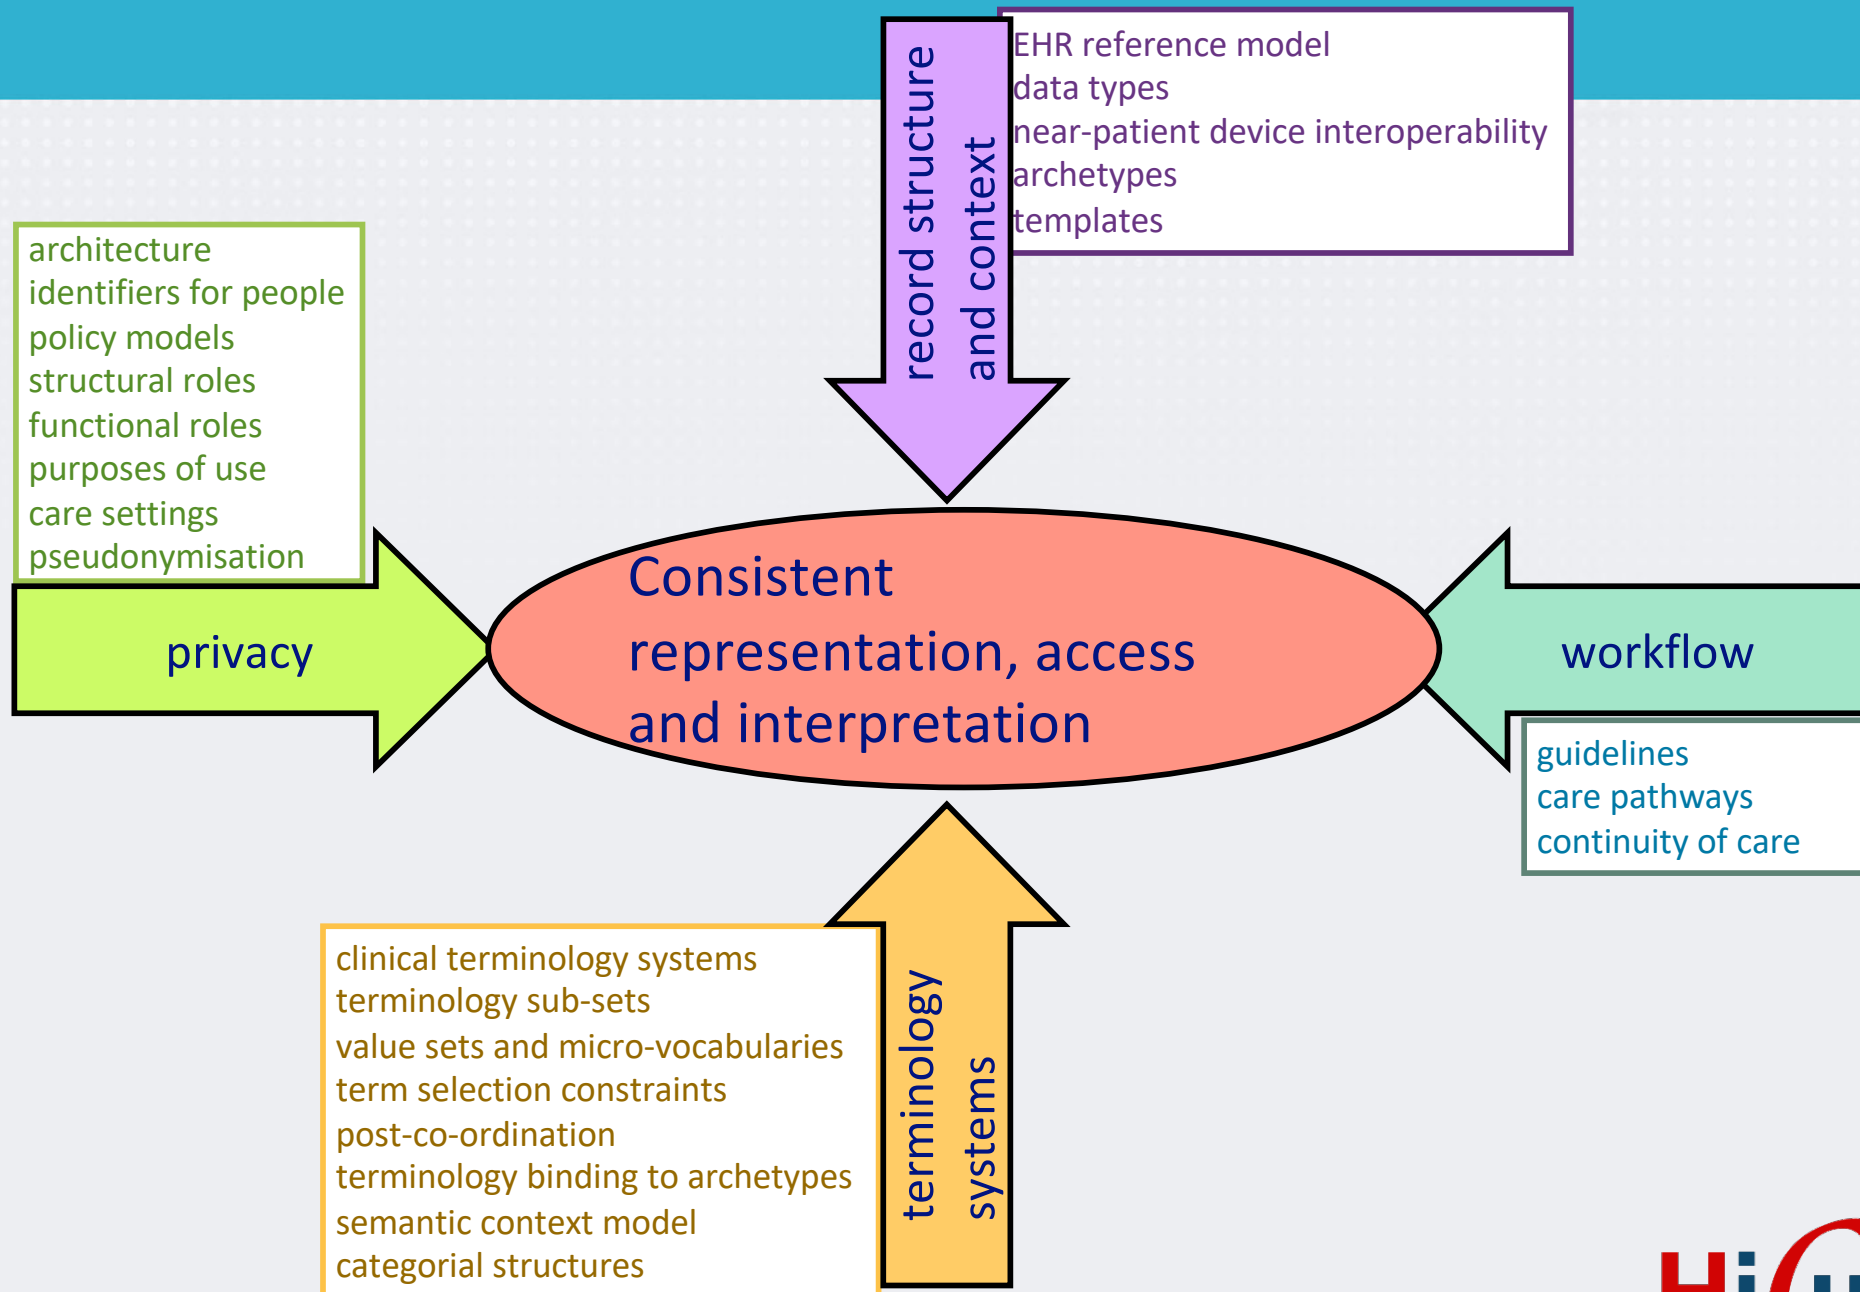 EHR reference model
data types
near-patient device interoperability
archetypes
templates
record structure
and context
architecture
identifiers for people
policy models
structural roles
functional roles
purposes of use
care settings
pseudonymisation
privacy
Consistent
representation, access
and interpretation
workflow
guidelines
care pathways
continuity of care
clinical terminology systems
terminology sub-sets
value sets and micro-vocabularies
term selection constraints
post-co-ordination
terminology binding to archetypes
semantic context model
categorial structures
terminology
systems